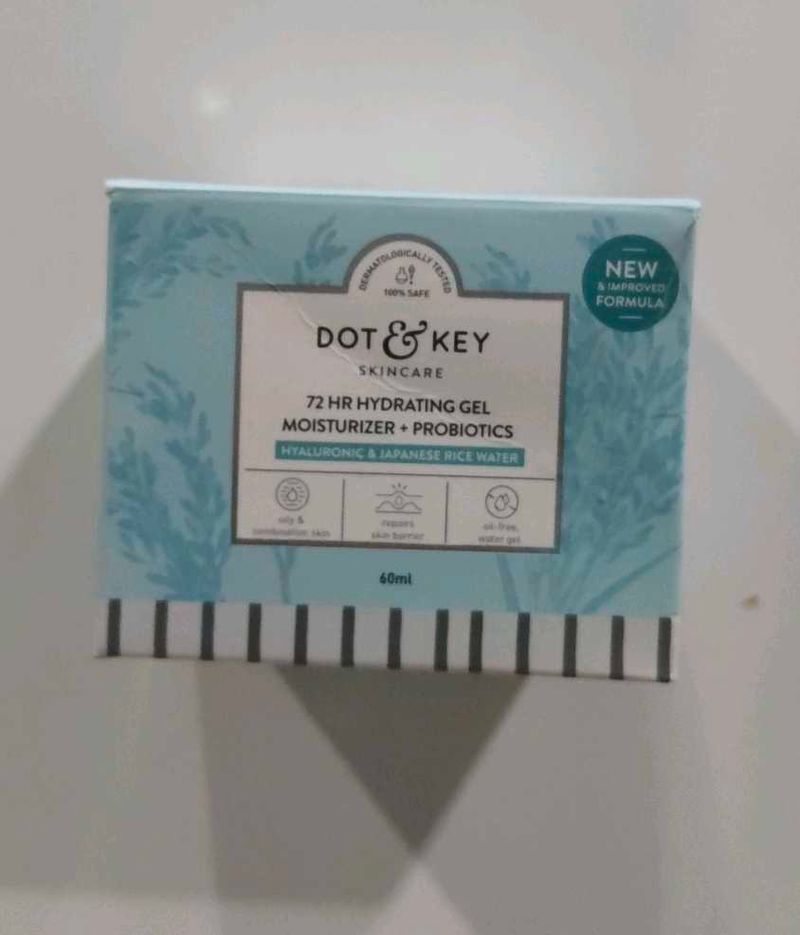 DERMATOLOGICALLY TESTED
100% SAFE
NEW
& IMPROVED
FORMULA
DOT & KEY
SKINCARE
72 HR HYDRATING GEL
MOISTURIZER + PROBIOTICS
HYALURONIC & JAPANESE RICE WATER
oily &
combination skin
repairs
skin barrier
oil-free,
water gel
60ml